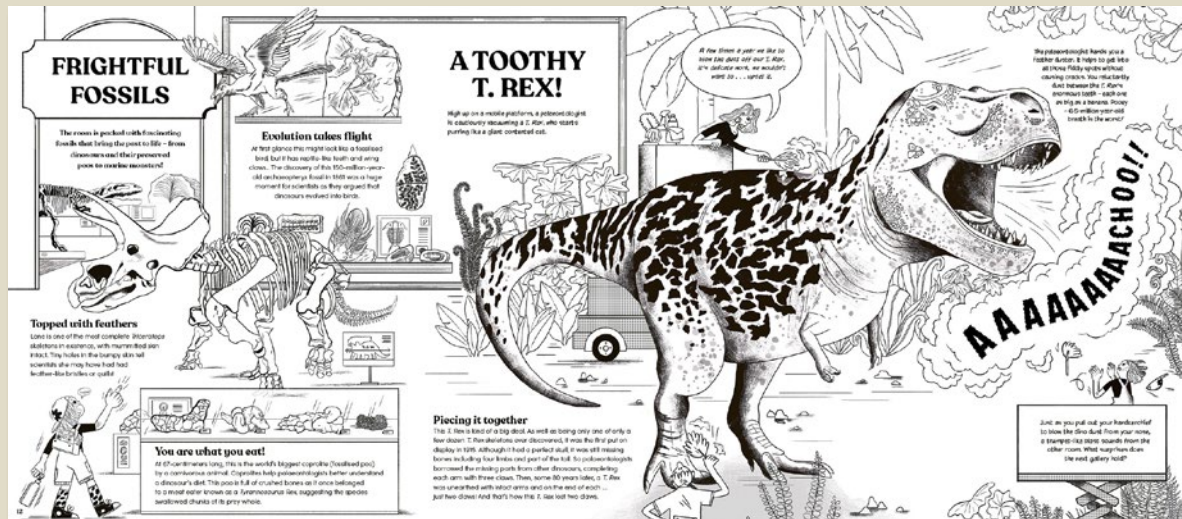 FRIGHTFUL
FOSSILS
The room is packed with fascinating
fossils that bring the past to life – from
dinosaurs and their preserved
poos to marine monsters!
Evolution takes flight
At first glance this might look like a fossilised
bird, but it has reptile-like teeth and wing
claws. The discovery of this 150-million-year-
old archaeopteryx fossil in 1861 was a huge
moment for scientists as they argued that
dinosaurs evolved into birds.
Topped with feathers
Lane is one of the most complete Triceratops
skeletons in existence, with mummified skin
intact. Tiny holes in the bumpy skin tell
scientists she may have had
feather-like bristles or quills!
You are what you eat!
At 67-centimeters long, this is the world's biggest coprolite (fossilised poo)
by a carnivorous animal. Coprolites help palaeontologists better understand
a dinosaur's diet. This poo is full of crushed bones as it once belonged
to a meat eater known as a Tyrannosaurus Rex, suggesting the species
swallowed chunks of its prey whole.
12
A TOOTHY
T. REX!
High up on a mobile platform, a palaeontologist
is cautiously vacuuming a T. Rex, who starts
purring like a giant contented cat.
A few times a year we like to
blow the dust off our T. Rex.
It's delicate work, we wouldn't
want to . . . upset it.
The palaeontologist hands you a
feather duster. It helps to get into
all those fiddly spots without
causing cracks. You reluctantly
dust between the T. Rex's
enormous teeth – each one
as big as a banana. Pooey
– 65-million-year-old
breath is the worst!
AAAAAAAACHOO!!
Piecing it together
This T. Rex is kind of a big deal. As well as being only one of only a
few dozen T. Rex skeletons ever discovered, it was the first put on
display in 1915. Although it had a perfect skull, it was still missing
bones including four limbs and part of the tail. So palaeontologists
borrowed the missing parts from other dinosaurs, completing
each arm with three claws. Then, some 80 years later, a T. Rex
was unearthed with intact arms and on the end of each ...
just two claws! And that's how this T. Rex lost two claws.
Just as you pull out your handkerchief
to blow the dino dust from your nose,
a trumpet-like blast sounds from the
other room. What surprises does
the next gallery hold?